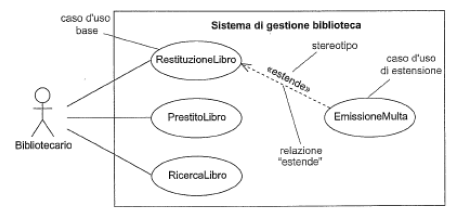 caso d'uso
base
Sistema di gestione biblioteca
stereotipo
RestituzioneLibro
«estende»
caso d'uso
di estensione
PrestitoLibro
EmissioneMulta
Bibliotecario
relazione
"estende"
RicercaLibro